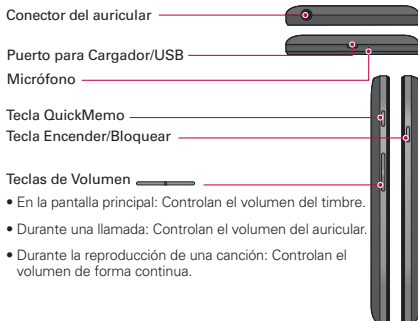 Conector del auricular
Puerto para Cargador/USB
Micrófono
Tecla QuickMemo
Tecla Encender/Bloquear
Teclas de Volumen
• En la pantalla principal: Controlan el volumen del timbre.
• Durante una llamada: Controlan el volumen del auricular.
• Durante la reproducción de una canción: Controlan el
volumen de forma continua.